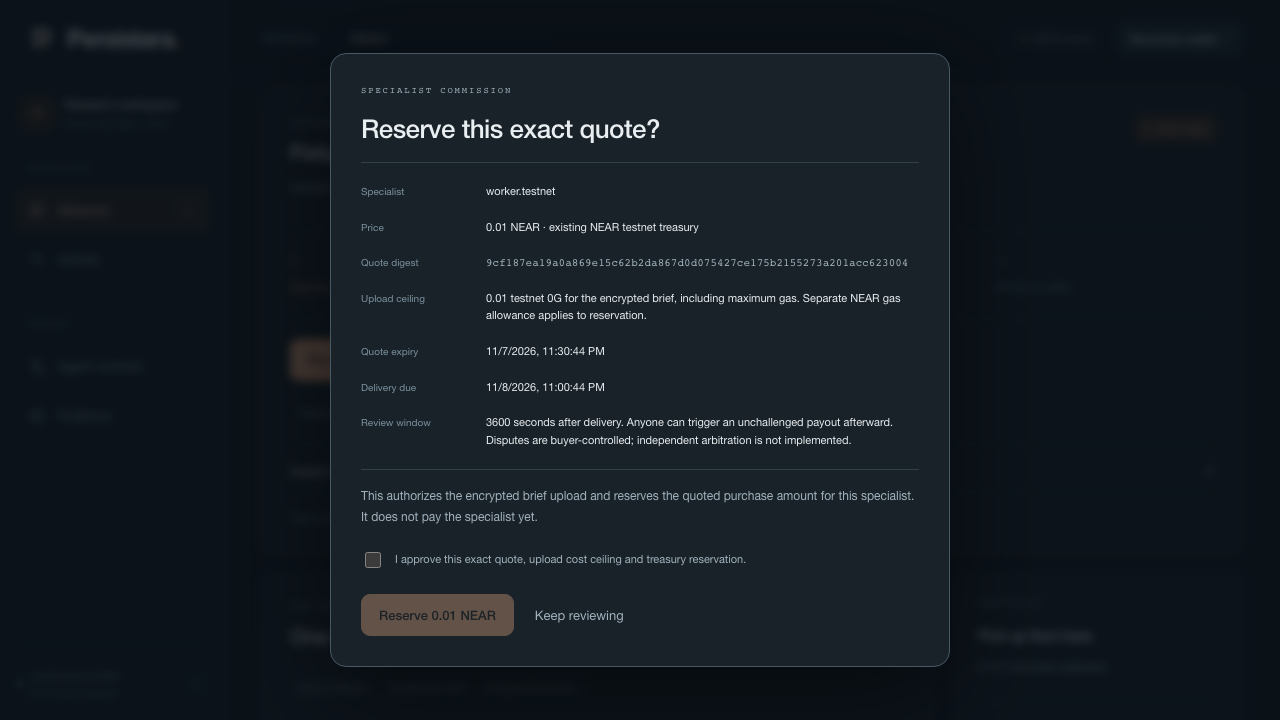 Persistara.
SPECIALIST COMMISSION
Reserve this exact quote?
Specialist worker.testnet
Price 0.01 NEAR · existing NEAR testnet treasury
Quote digest 9cf187ea19a0a869e15c62b2da867d0d075427ce175b2155273a201acc623004
Upload ceiling 0.01 testnet 0G for the encrypted brief, including maximum gas. Separate NEAR gas
allowance applies to reservation.
Quote expiry 11/7/2026, 11:30:44 PM
Delivery due 11/8/2026, 11:00:44 PM
Review window 3600 seconds after delivery. Anyone can trigger an unchallenged payout afterward.
Disputes are buyer-controlled; independent arbitration is not implemented.
This authorizes the encrypted brief upload and reserves the quoted purchase amount for this specialist.
It does not pay the specialist yet.
I approve this exact quote, upload cost ceiling and treasury reservation.
Reserve 0.01 NEAR Keep reviewing